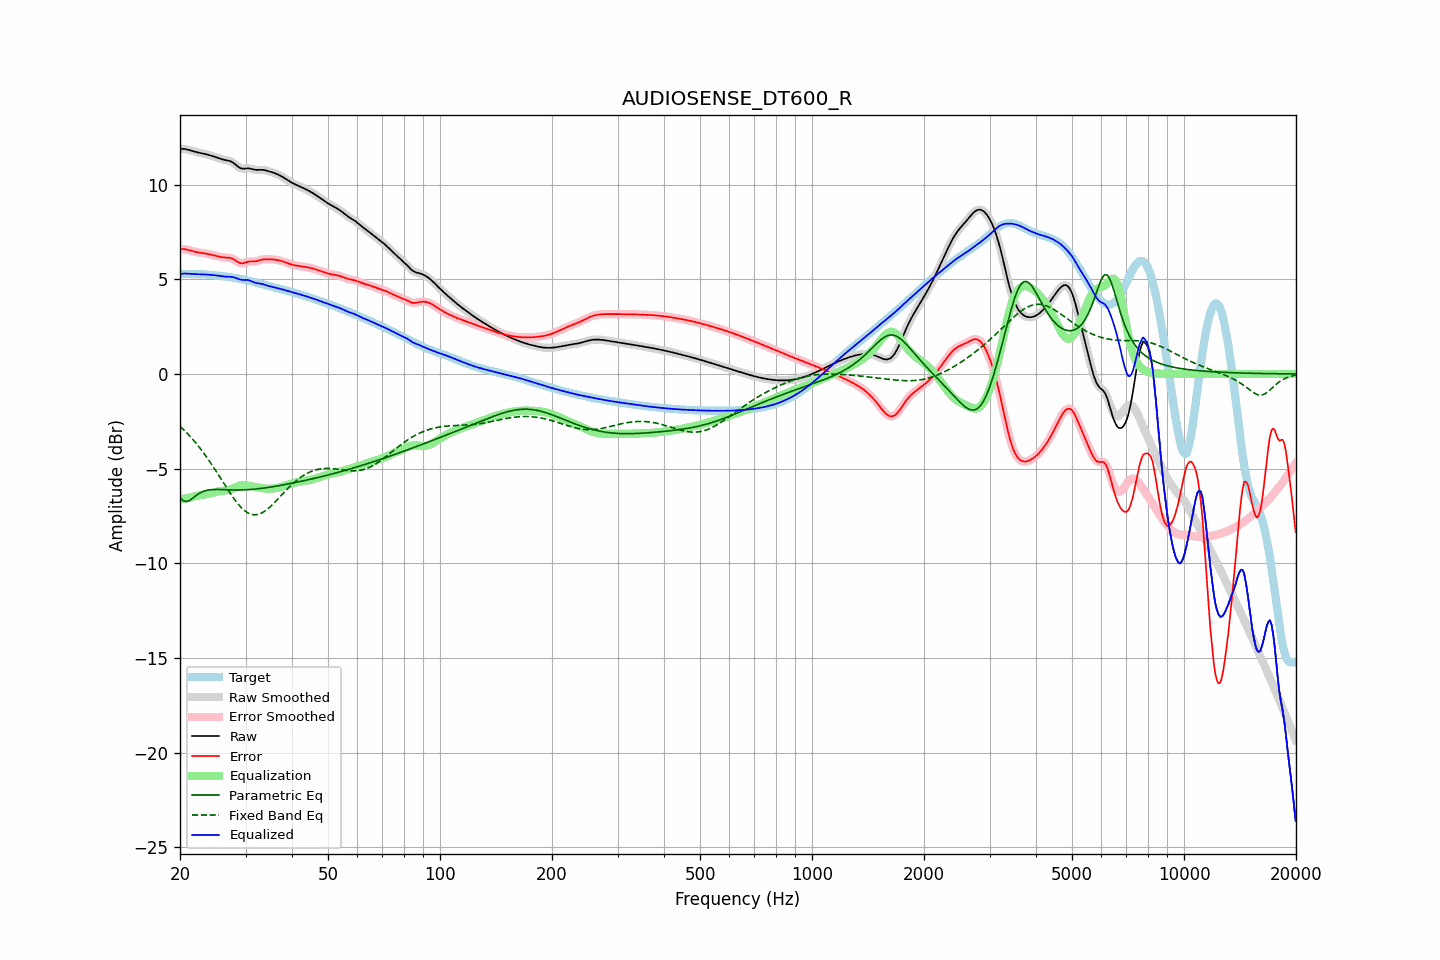 AUDIOSENSE_DT600_R
Amplitude (dBr)
10
5
0
−5
−10
−15
−20
−25
Target
Raw Smoothed
Error Smoothed
Raw
Error
Equalization
Parametric Eq
Fixed Band Eq
Equalized
20 50 100 200 500 1000 2000 5000 10000 20000
Frequency (Hz)